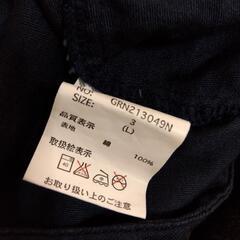 NO: GRN213049N
SIZE: 3
(L)
品質表示
表地 綿 100%
取扱絵表示
40
お取り扱い上のご注意